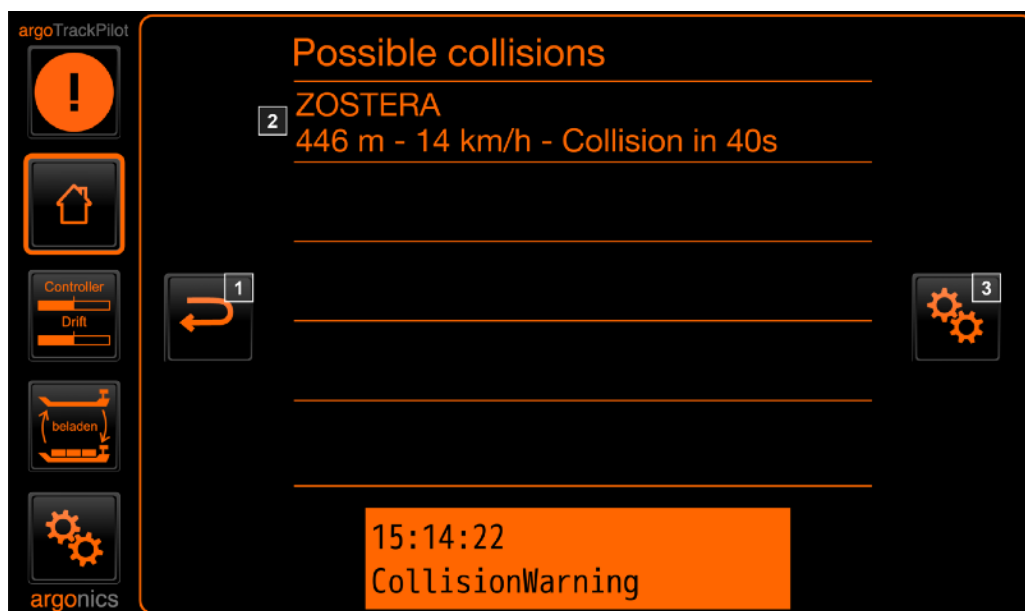 argoTrackPilot
!
Controller
Drift
beladen
argonics
Possible collisions
2
ZOSTERA
446 m - 14 km/h - Collision in 40s
1
3
15:14:22
CollisionWarning